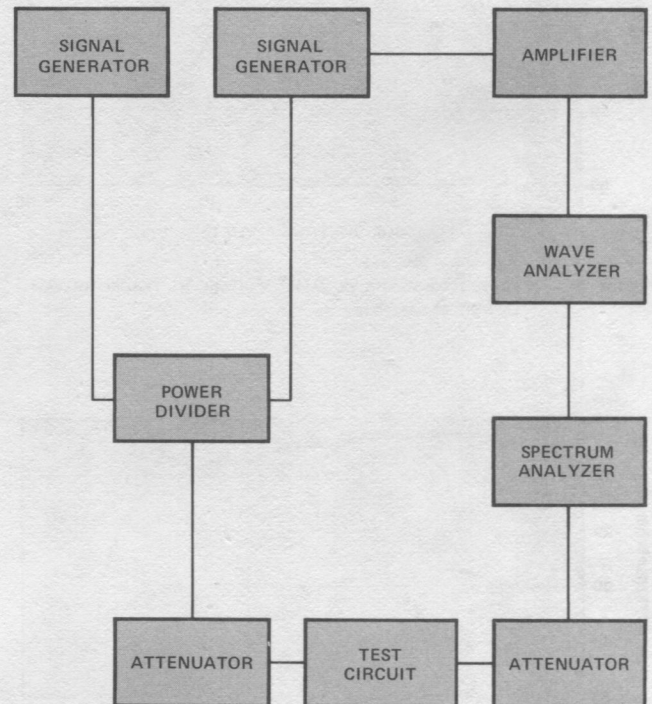 SIGNAL
GENERATOR
SIGNAL
GENERATOR
AMPLIFIER
WAVE
ANALYZER
POWER
DIVIDER
SPECTRUM
ANALYZER
ATTENUATOR
TEST
CIRCUIT
ATTENUATOR